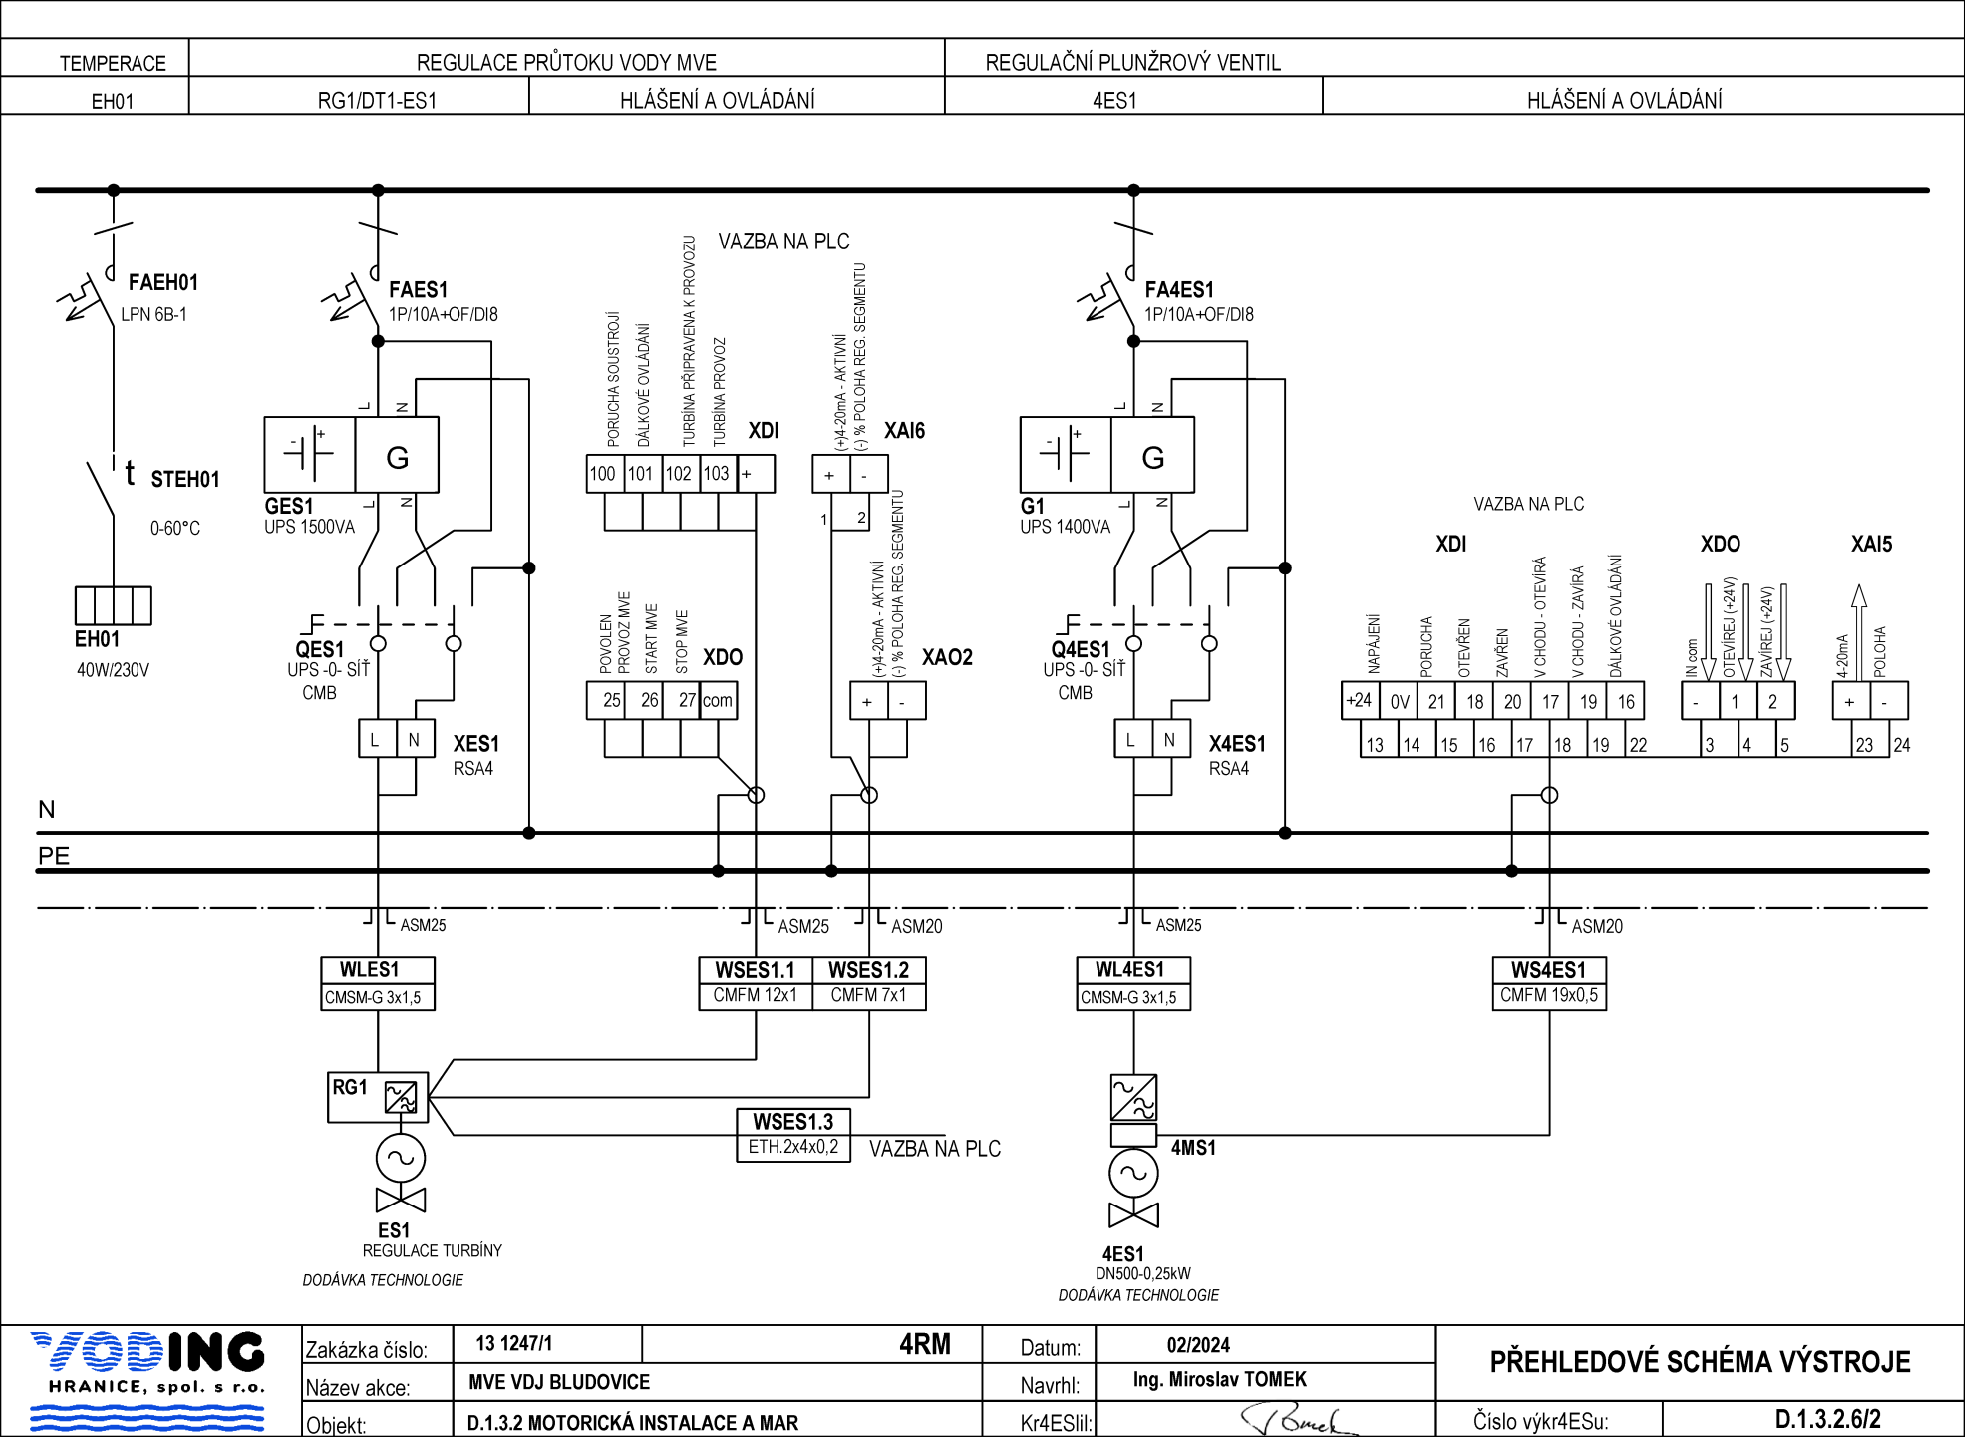 TEMPERACE
REGULACE PRŮTOKU VODY MVE
REGULAČNÍ PLUNŽROVÝ VENTIL
EH01
RG1/DT1-ES1
HLÁŠENÍ A OVLÁDÁNÍ
4ES1
HLÁŠENÍ A OVLÁDÁNÍ
FAEH01
LPN 6B-1
t
STEH01
0-60°C
EH01
40W/230V
FAES1
1P/10A+OF/DI8
L
N
- +
G
L
N
GES1
UPS 1500VA
QES1
UPS -0- SÍŤ
CMB
L
N
XES1
RSA4
VAZBA NA PLC
PORUCHA SOUSTROJÍ
DÁLKOVÉ OVLÁDÁNÍ
TURBÍNA PŘIPRAVENA K PROVOZU
TURBÍNA PROVOZ
XDI
100 101 102 103 +
(+)4-20mA - AKTIVNÍ
(-) % POLOHA REG. SEGMENTU
XAI6
+ -
1 2
POVOLEN
PROVOZ MVE
START MVE
STOP MVE
XDO
25 26 27 com
(+)4-20mA - AKTIVNÍ
(-) % POLOHA REG. SEGMENTU
XAO2
+ -
FA4ES1
1P/10A+OF/DI8
L
N
- +
G
L
N
G1
UPS 1400VA
Q4ES1
UPS -0- SÍŤ
CMB
L
N
X4ES1
RSA4
VAZBA NA PLC
XDI
XDO
XAI5
NAPÁJENÍ
PORUCHA
OTEVŘEN
ZAVŘEN
V CHODU - OTEVÍRÁ
V CHODU - ZAVÍRÁ
DÁLKOVÉ OVLÁDÁNÍ
IN com
OTEVÍREJ (+24V)
ZAVÍREJ (+24V)
4-20mA
POLOHA
+24 0V 21 18 20 17 19 16
- 1 2
+ -
13 14 15 16 17 18 19 22
3 4 5
23 24
N
PE
ASM25
ASM25
ASM20
ASM25
ASM20
WLES1
CMSM-G 3x1,5
WSES1.1
CMFM 12x1
WSES1.2
CMFM 7x1
WL4ES1
CMSM-G 3x1,5
WS4ES1
CMFM 19x0,5
RG1
WSES1.3
ETH.2x4x0,2
VAZBA NA PLC
4MS1
ES1
REGULACE TURBÍNY
DODÁVKA TECHNOLOGIE
4ES1
DN500-0,25kW
DODÁVKA TECHNOLOGIE
VODING
HRANICE, spol. s r.o.
Zakázka číslo:
13 1247/1
4RM
Datum:
02/2024
PŘEHLEDOVÉ SCHÉMA VÝSTROJE
Název akce:
MVE VDJ BLUDOVICE
Navrhl:
Ing. Miroslav TOMEK
Objekt:
D.1.3.2 MOTORICKÁ INSTALACE A MAR
Kr4ESlil:
Číslo výkr4ESu:
D.1.3.2.6/2